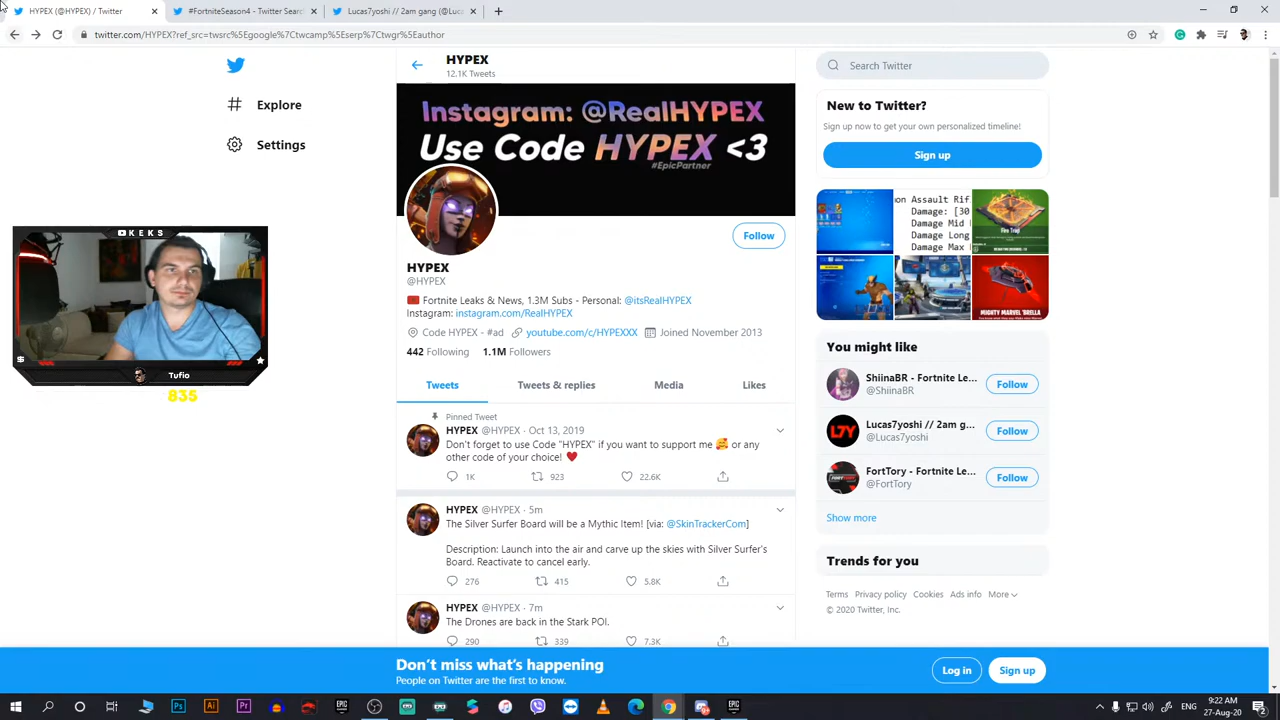 HYPEX (@HYPEX) / Twitter
#FortniteSeason4 - Twitter Searc
Lucas7yoshi // 2am gang (@Luc
twitter.com/HYPEX?ref_src=twsrc%5Egoogle%7Ctwcamp%5Eserp%7Ctwgr%5Eauthor
Explore
Settings
KEKS
Tufio
835
HYPEX
12.1K Tweets
Instagram: @RealHYPEX
Use Code HYPEX <3
#EpicPartner
Follow
HYPEX
@HYPEX
Fortnite Leaks & News, 1.3M Subs - Personal: @itsRealHYPEX
Instagram: instagram.com/RealHYPEX
Code HYPEX - #ad youtube.com/c/HYPEXXX Joined November 2013
442 Following 1.1M Followers
Tweets Tweets & replies Media Likes
Pinned Tweet
HYPEX @HYPEX · Oct 13, 2019
Don't forget to use Code "HYPEX" if you want to support me 🥰 or any
other code of your choice! ♥
1K 923 22.6K
HYPEX @HYPEX · 5m
The Silver Surfer Board will be a Mythic Item! [via: @SkinTrackerCom]
Description: Launch into the air and carve up the skies with Silver Surfer's
Board. Reactivate to cancel early.
276 415 5.8K
HYPEX @HYPEX · 7m
The Drones are back in the Stark POI.
290 339 7.3K
Search Twitter
New to Twitter?
Sign up now to get your own personalized timeline!
Sign up
on Assault Rif
Damage: [30
Damage Mid
Damage Long
Damage Max
Fire Trap
MIGHTY MARVEL 'BRELLA
You might like
ShiinaBR - Fortnite Le...
@ShiinaBR
Follow
Lucas7yoshi // 2am g...
@Lucas7yoshi
Follow
FortTory - Fortnite Le...
@FortTory
Follow
Show more
Trends for you
Terms Privacy policy Cookies Ads info More
© 2020 Twitter, Inc.
Don't miss what's happening
People on Twitter are the first to know.
Log in
Sign up
ENG
9:22 AM
27-Aug-20